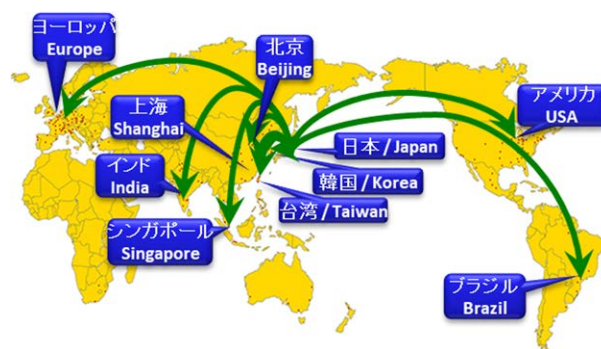 ヨーロッパ
Europe
北京
Beijing
アメリカ
USA
上海
Shanghai
日本/Japan
インド
India
韓国/Korea
台湾/Taiwan
シンガポール
Singapore
ブラジル
Brazil